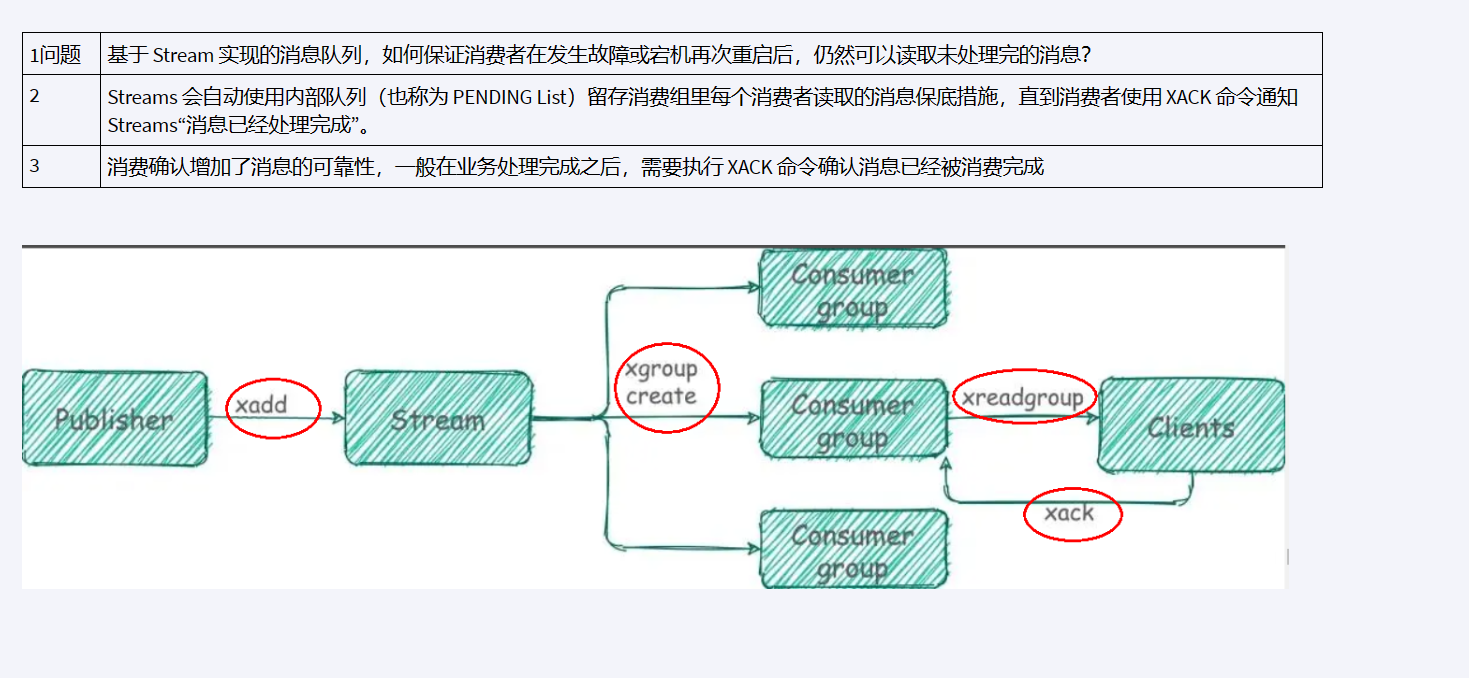 1问题
基于 Stream 实现的消息队列，如何保证消费者在发生故障或宕机再次重启后，仍然可以读取未处理完的消息？
2
Streams 会自动使用内部队列（也称为 PENDING List）留存消费组里每个消费者读取的消息保底措施，直到消费者使用 XACK 命令通知
Streams“消息已经处理完成”。
3
消费确认增加了消息的可靠性，一般在业务处理完成之后，需要执行 XACK 命令确认消息已经被消费完成
Consumer
group
Publisher
xadd
Stream
xgroup
create
Consumer
group
xreadgroup
Clients
xack
Consumer
group